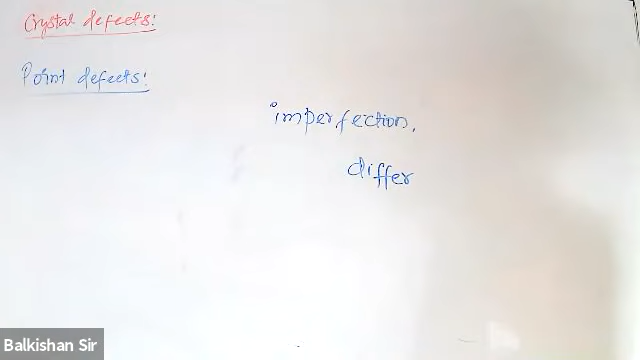 Crystal defects:
Point defects:
imperfection.
differ
Balkishan Sir